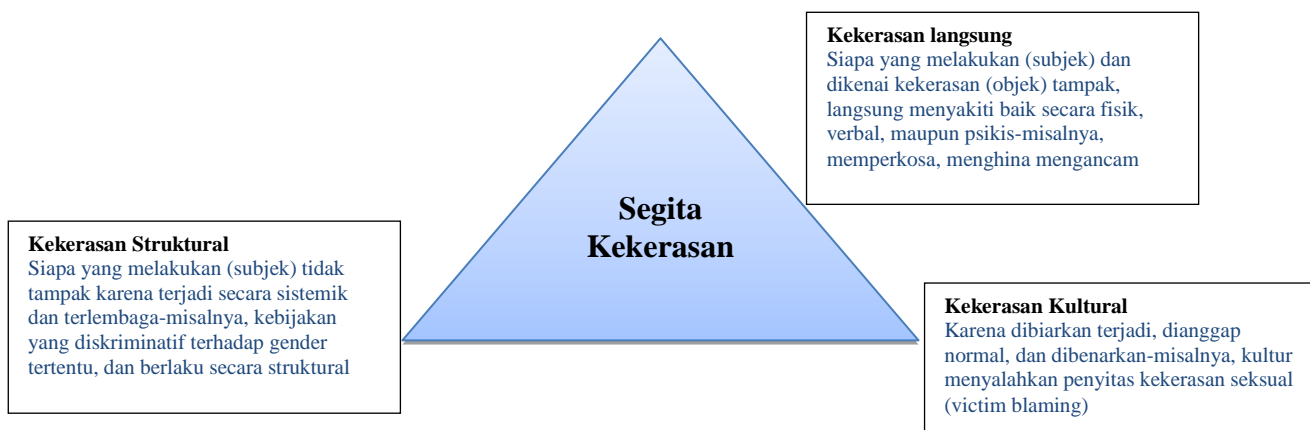 Kekerasan langsung
Siapa yang melakukan (subjek) dan
dikenai kekerasan (objek) tampak,
langsung menyakiti baik secara fisik,
verbal, maupun psikis-misalnya,
memperkosa, menghina mengancam
Segita
Kekerasan
Kekerasan Struktural
Siapa yang melakukan (subjek) tidak
tampak karena terjadi secara sistemik
dan terlembaga-misalnya, kebijakan
yang diskriminatif terhadap gender
tertentu, dan berlaku secara struktural
Kekerasan Kultural
Karena dibiarkan terjadi, dianggap
normal, dan dibenarkan-misalnya, kultur
menyalahkan penyitas kekerasan seksual
(victim blaming)